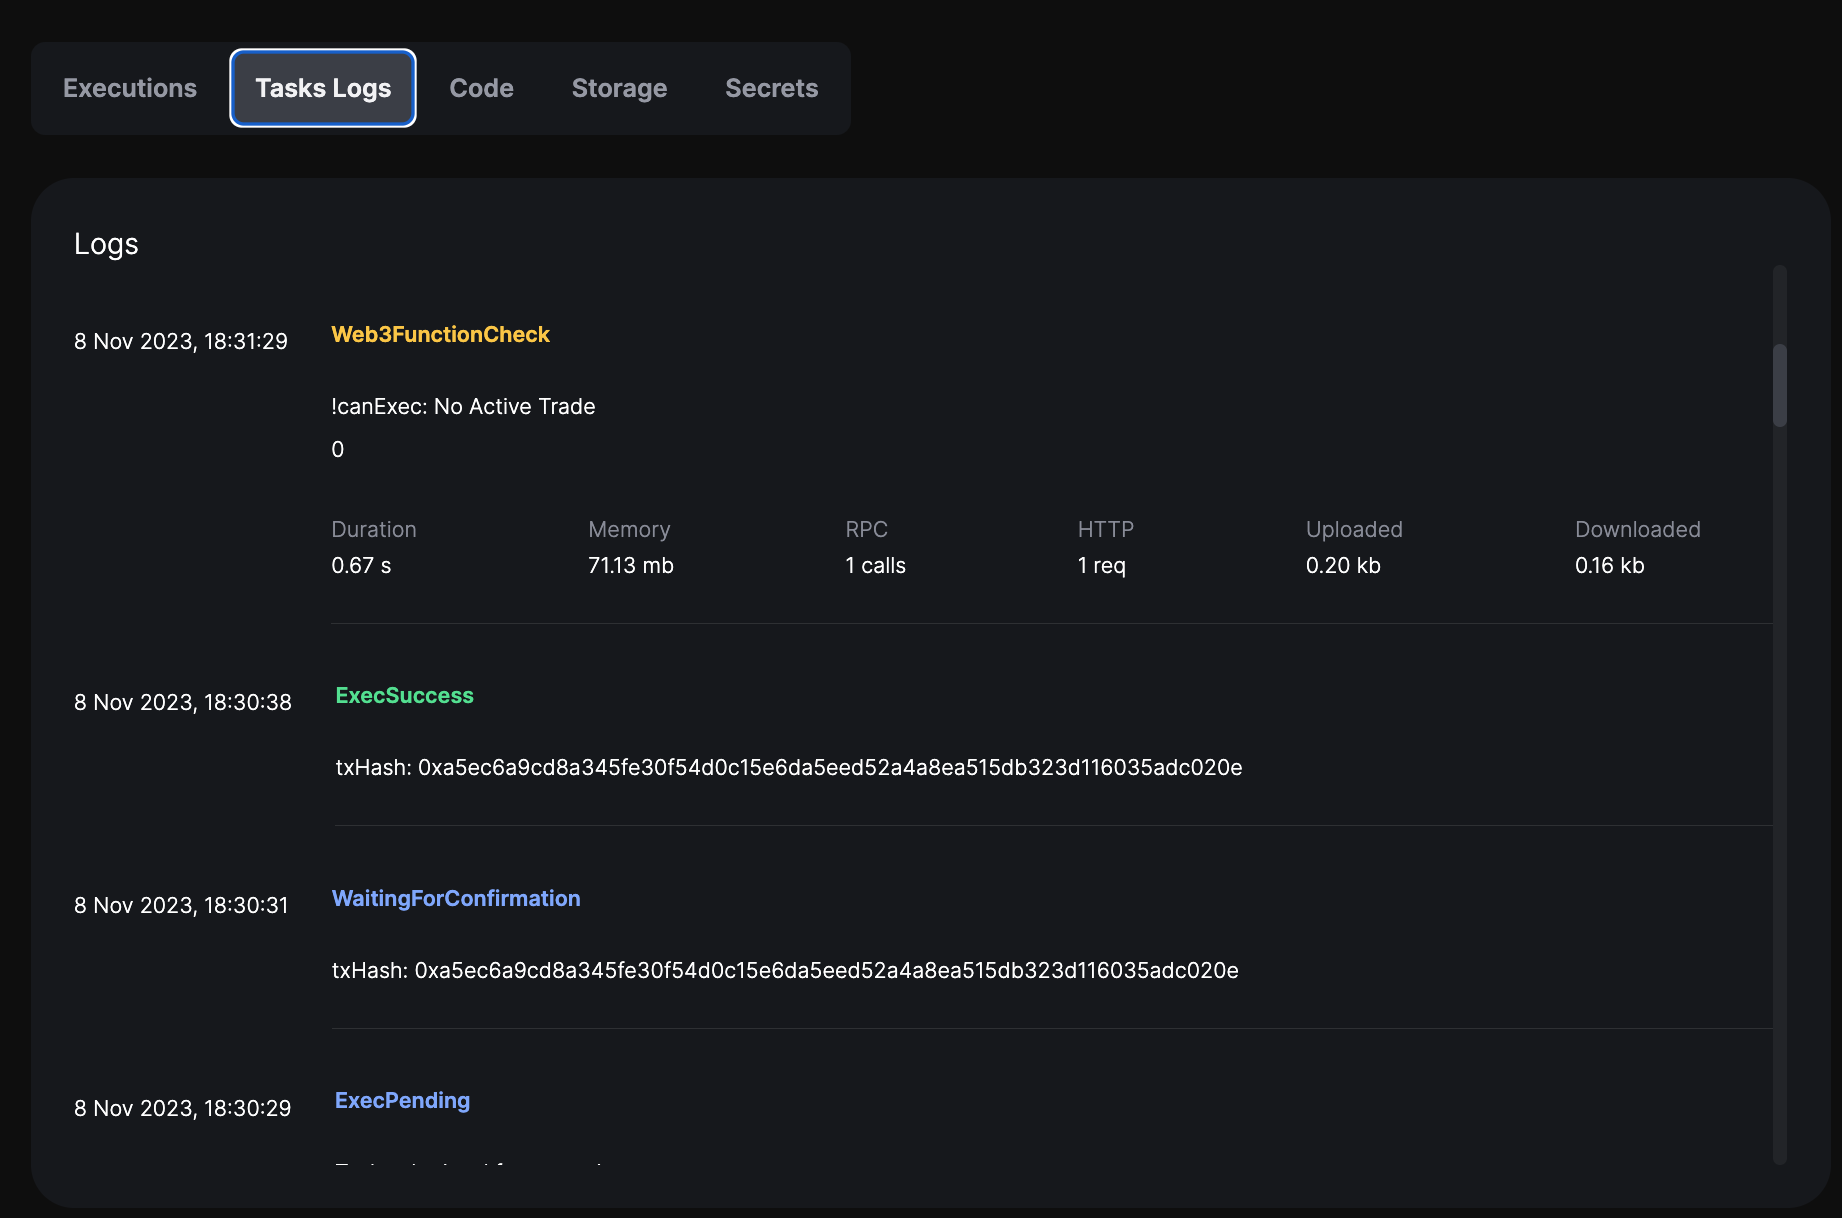 Executions Tasks Logs Code Storage Secrets
Logs
8 Nov 2023, 18:31:29 Web3FunctionCheck
!canExec: No Active Trade
0
Duration Memory RPC HTTP Uploaded Downloaded
0.67 s 71.13 mb 1 calls 1 req 0.20 kb 0.16 kb
8 Nov 2023, 18:30:38 ExecSuccess
txHash: 0xa5ec6a9cd8a345fe30f54d0c15e6da5eed52a4a8ea515db323d116035adc020e
8 Nov 2023, 18:30:31 WaitingForConfirmation
txHash: 0xa5ec6a9cd8a345fe30f54d0c15e6da5eed52a4a8ea515db323d116035adc020e
8 Nov 2023, 18:30:29 ExecPending